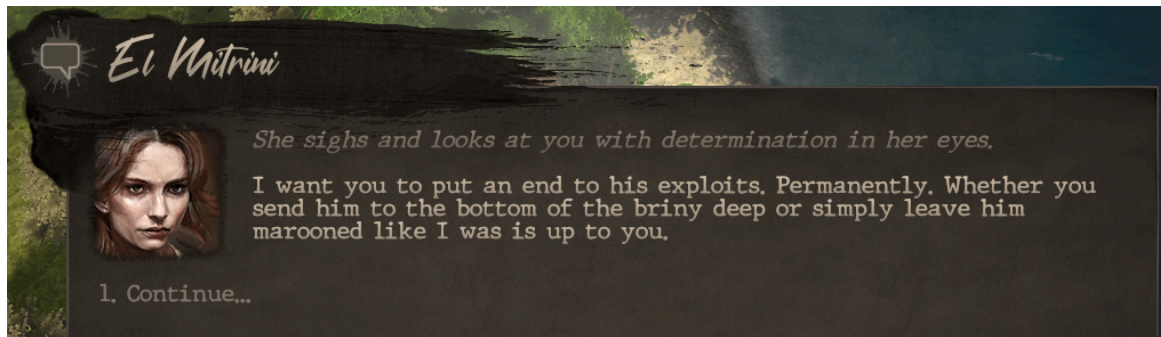 El Mitrini
She sighs and looks at you with determination in her eyes.
I want you to put an end to his exploits. Permanently. Whether you
send him to the bottom of the briny deep or simply leave him
marooned like I was is up to you.
1. Continue...